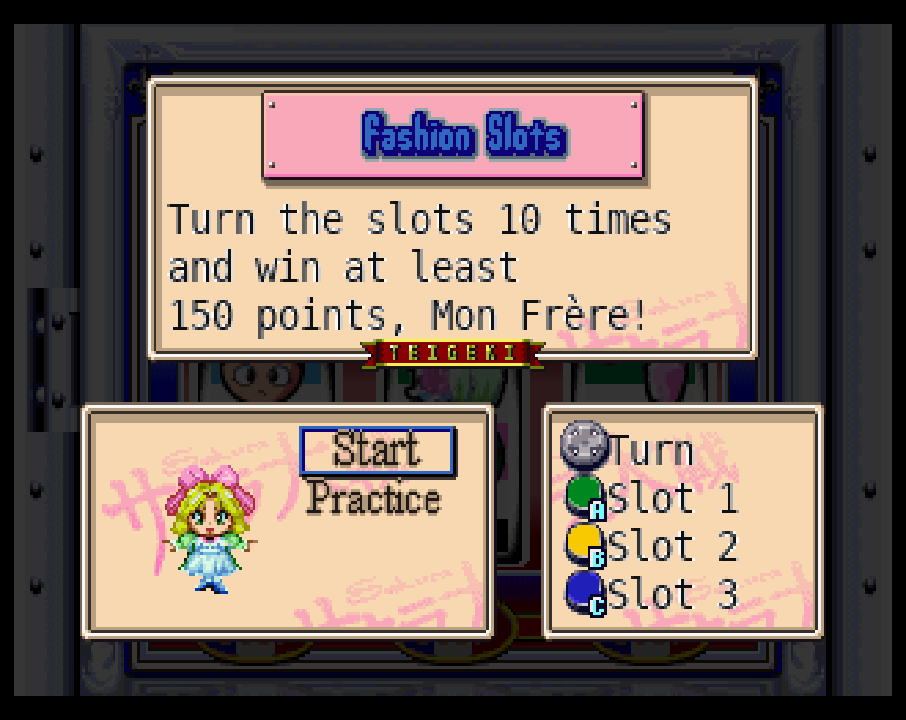 Fashion Slots
Turn the slots 10 times
and win at least
150 points, Mon Frère!
TEIGEKI
Start
Practice
Turn
A Slot 1
B Slot 2
C Slot 3